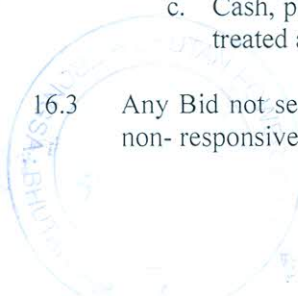 c. Cash, p
treated a
16.3 Any Bid not se
non- responsive